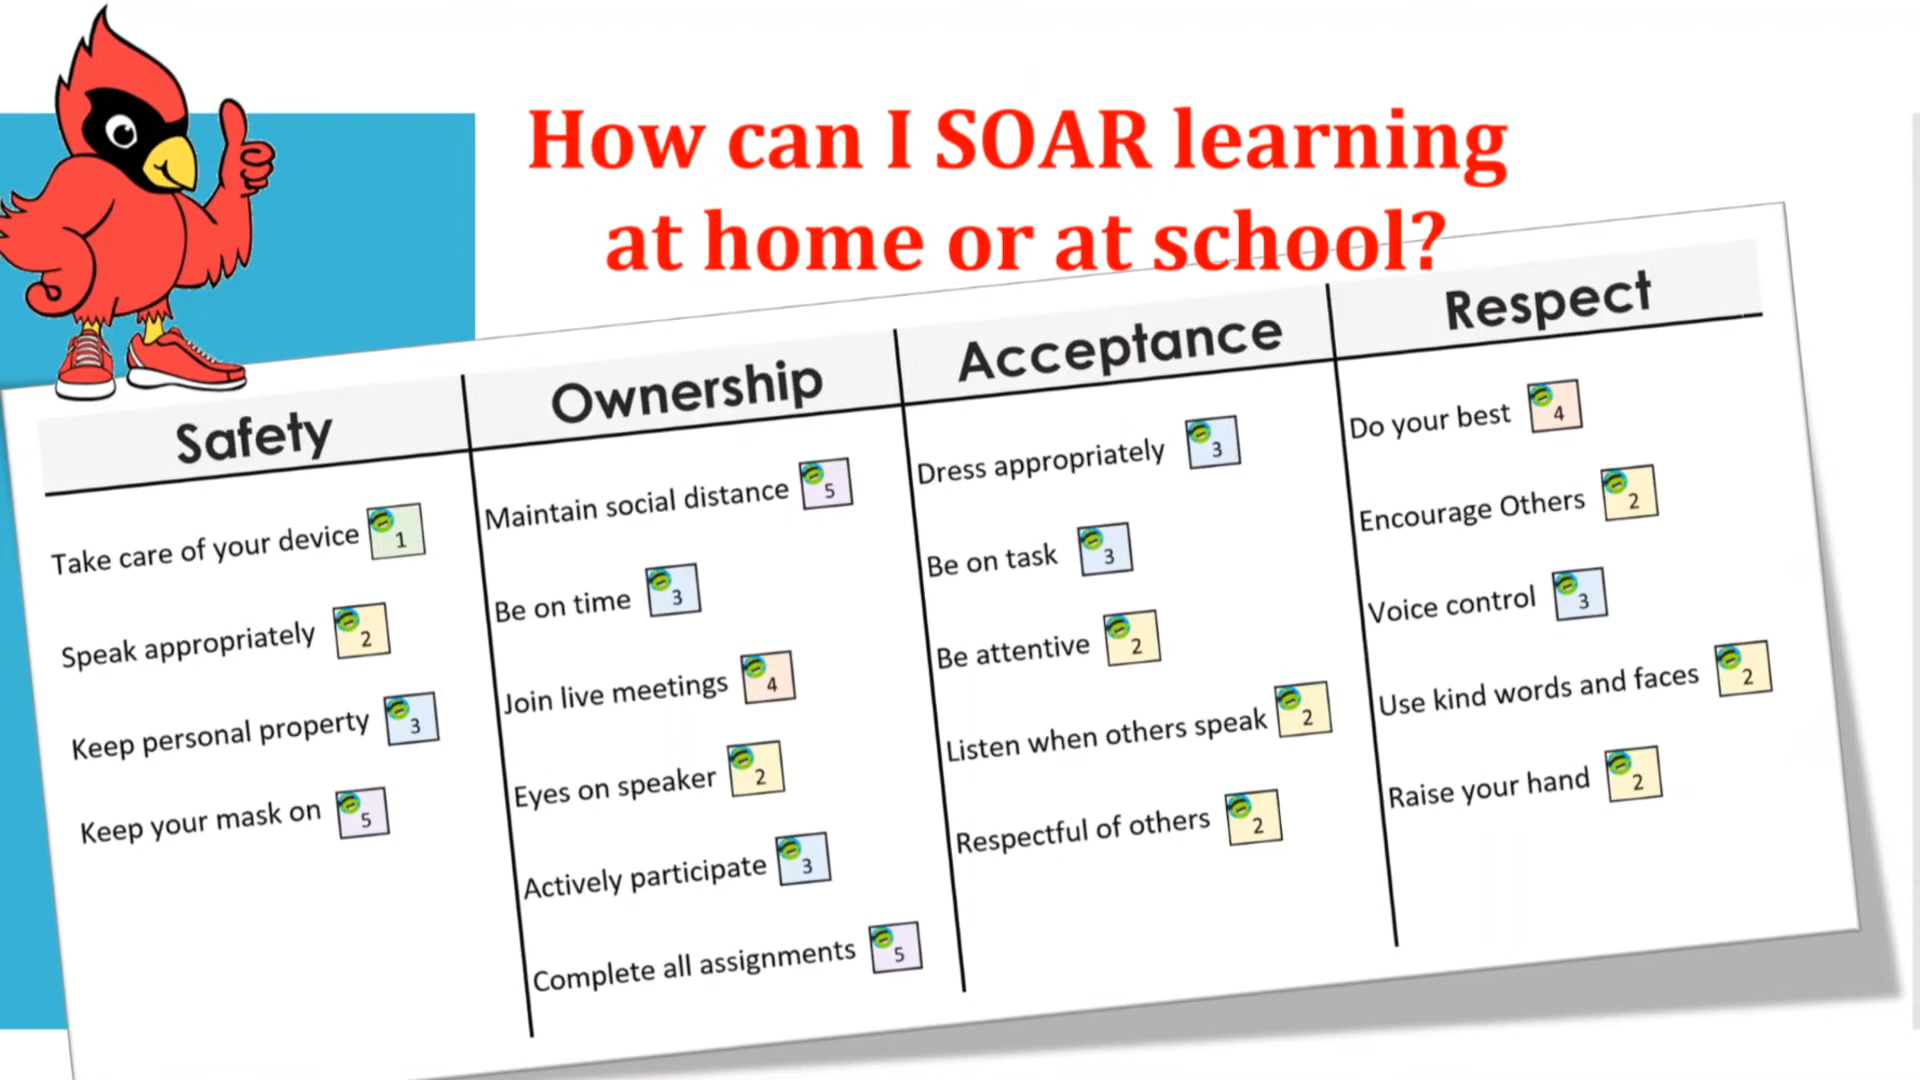 How can I SOAR learning
at home or at school?
Safety
Take care of your device 1
Speak appropriately 2
Keep personal property 3
Keep your mask on 5
Ownership
Maintain social distance 5
Be on time 3
Join live meetings 4
Eyes on speaker 2
Actively participate 3
Complete all assignments 5
Acceptance
Dress appropriately 3
Be on task 3
Be attentive 2
Listen when others speak 2
Respectful of others 2
Respect
Do your best 4
Encourage Others 2
Voice control 3
Use kind words and faces 2
Raise your hand 2